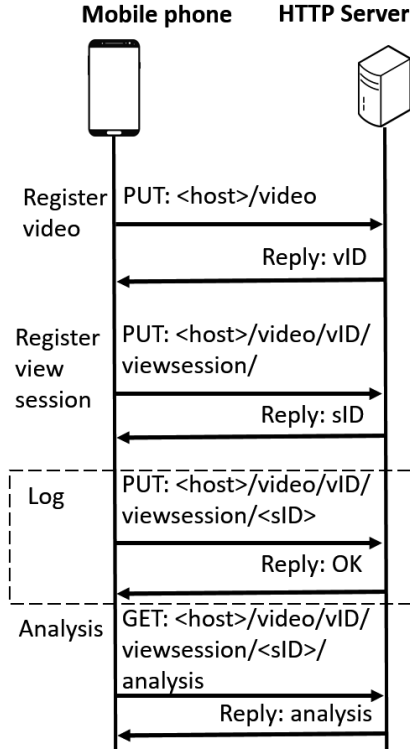 Mobile phone HTTP Server
Register
video
PUT: <host>/video
Reply: vID
Register
view
session
PUT: <host>/video/vID/
viewsession/
Reply: sID
Log
PUT: <host>/video/vID/
viewsession/<sID>
Reply: OK
Analysis
GET: <host>/video/vID/
viewsession/<sID>/
analysis
Reply: analysis